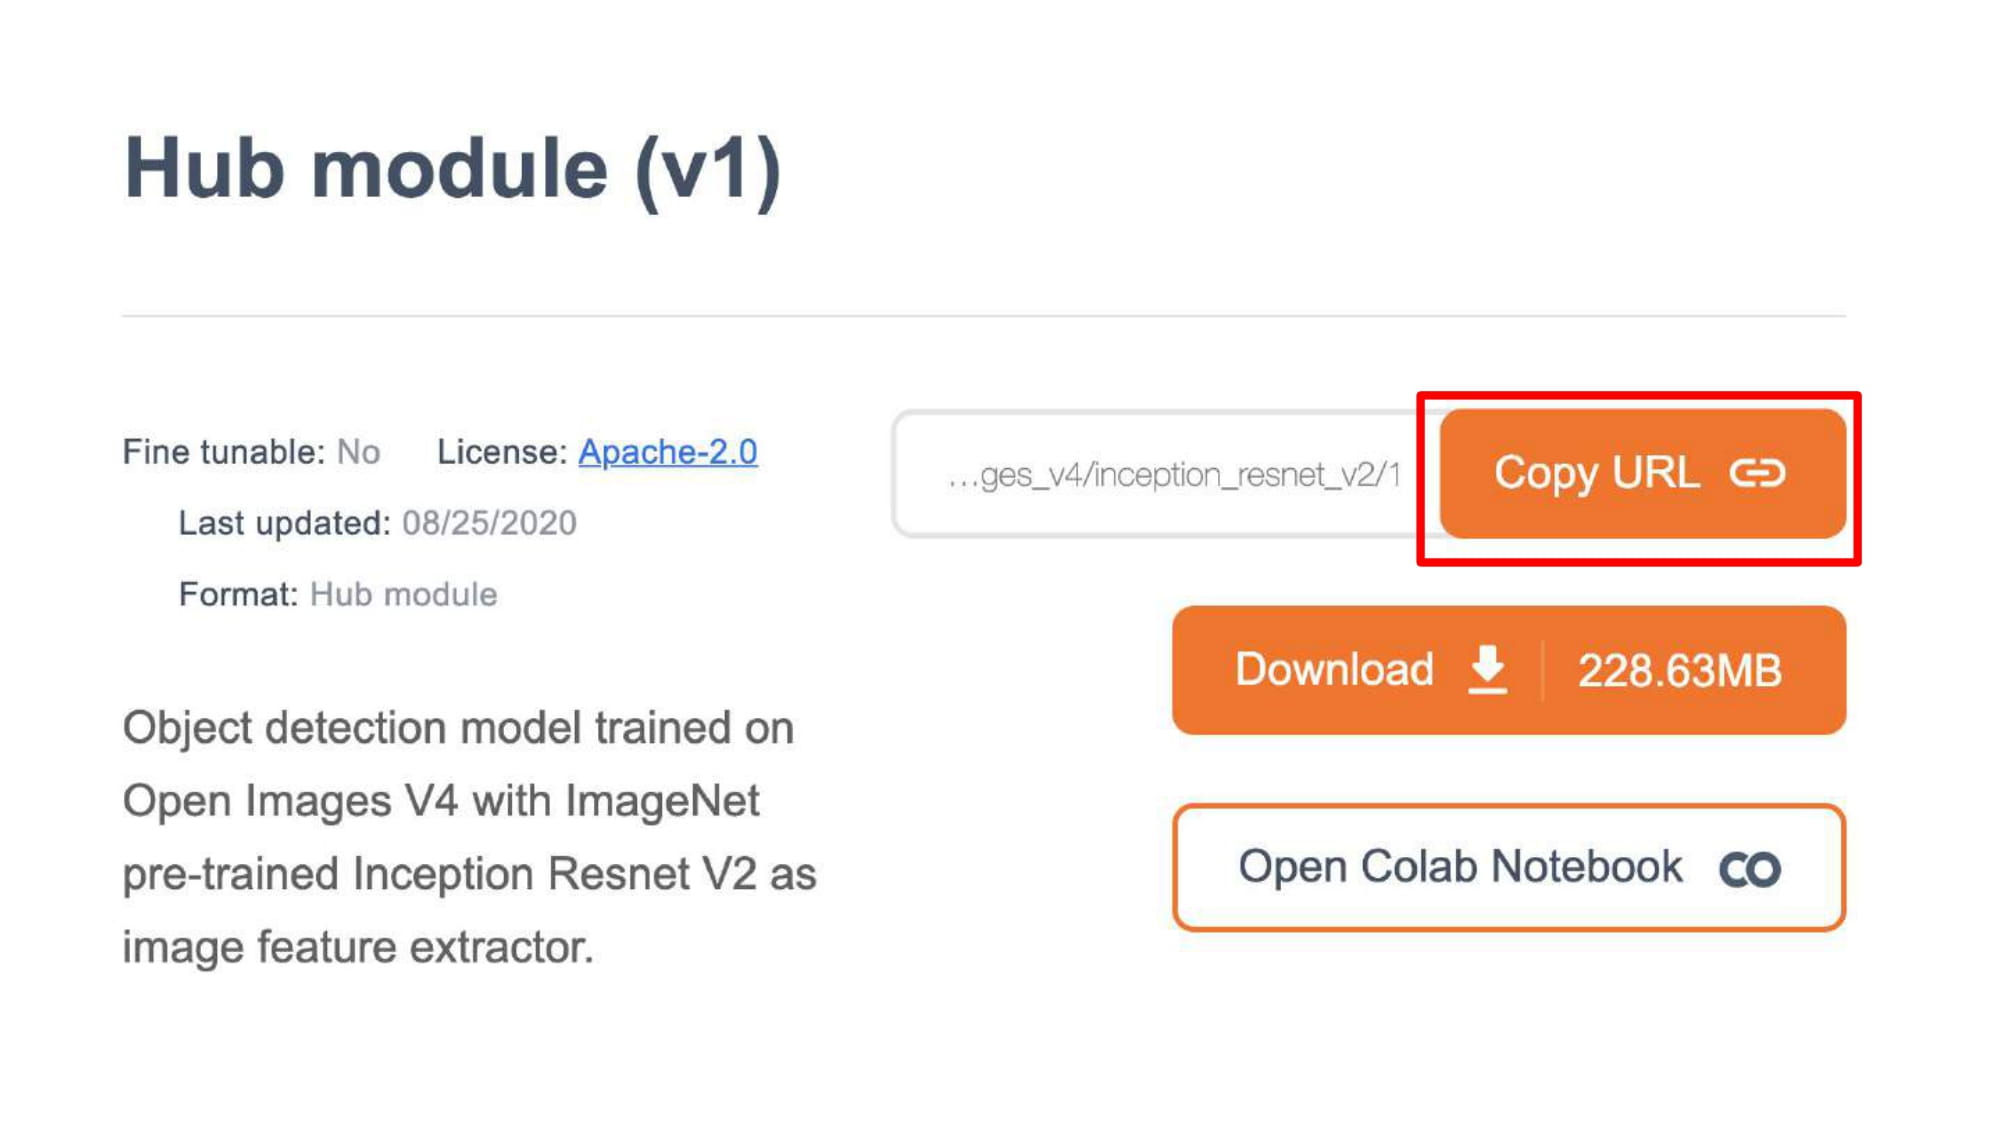 Hub module (v1)
Fine tunable: No License: Apache-2.0
Last updated: 08/25/2020
Format: Hub module
Object detection model trained on
Open Images V4 with ImageNet
pre-trained Inception Resnet V2 as
image feature extractor.
...ges_v4/inception_resnet_v2/1
Copy URL
Download 228.63MB
Open Colab Notebook CO